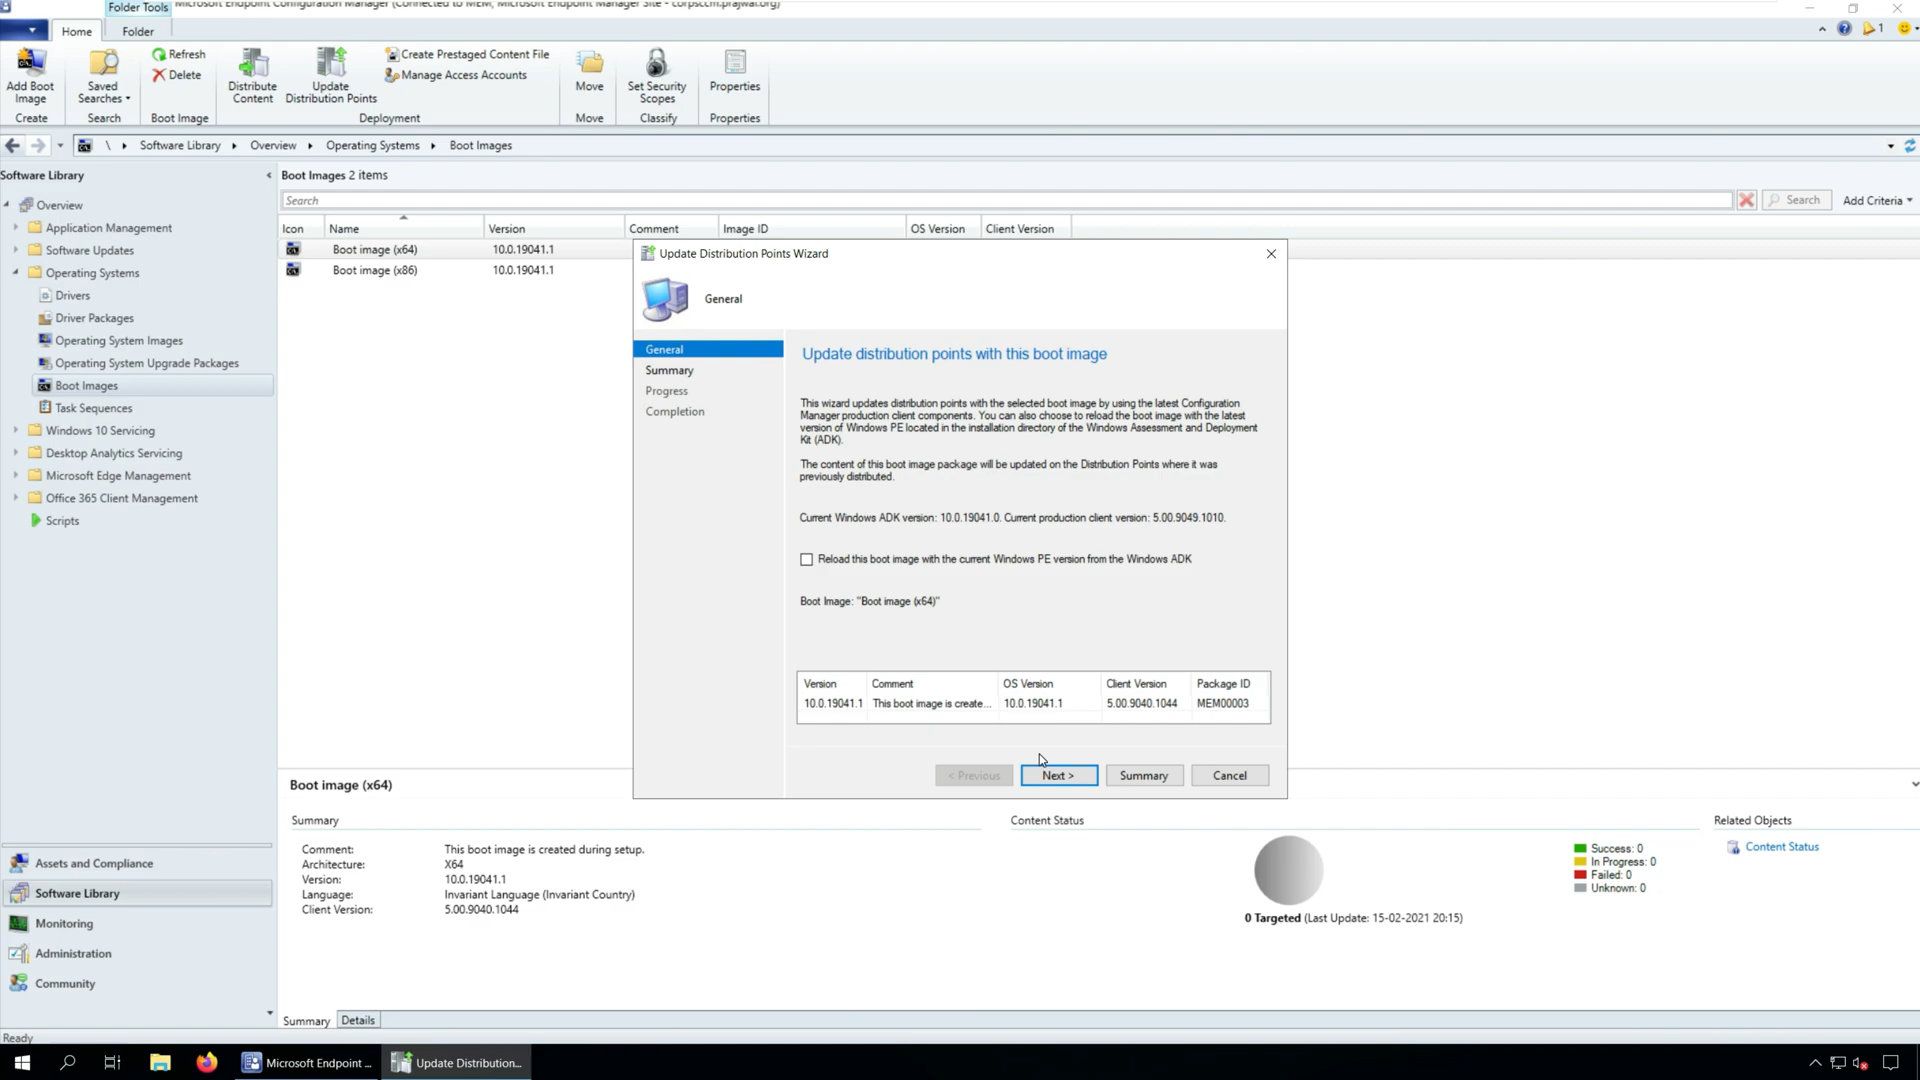 Folder Tools
Microsoft Endpoint Configuration Manager (Connected to MEM, Microsoft Endpoint Manager Site - corpsccm.prajwal.org)
Home
Folder
1
Add Boot
Image
Create
Saved
Searches
Search
Refresh
Delete
Boot Image
Distribute
Content
Update
Distribution Points
Create Prestaged Content File
Manage Access Accounts
Deployment
Move
Move
Set Security
Scopes
Classify
Properties
Properties
\ Software Library Overview Operating Systems Boot Images
Software Library
Overview
Application Management
Software Updates
Operating Systems
Drivers
Driver Packages
Operating System Images
Operating System Upgrade Packages
Boot Images
Task Sequences
Windows 10 Servicing
Desktop Analytics Servicing
Microsoft Edge Management
Office 365 Client Management
Scripts
Assets and Compliance
Software Library
Monitoring
Administration
Community
Boot Images 2 items
Search
Search
Add Criteria
Icon Name Version Comment Image ID OS Version Client Version
Boot image (x64) 10.0.19041.1
Boot image (x86) 10.0.19041.1
Update Distribution Points Wizard
General
General
Summary
Progress
Completion
Update distribution points with this boot image
This wizard updates distribution points with the selected boot image by using the latest Configuration
Manager production client components. You can also choose to reload the boot image with the latest
version of Windows PE located in the installation directory of the Windows Assessment and Deployment
Kit (ADK).
The content of this boot image package will be updated on the Distribution Points where it was
previously distributed.
Current Windows ADK version: 10.0.19041.0. Current production client version: 5.00.9049.1010.
Reload this boot image with the current Windows PE version from the Windows ADK
Boot Image: "Boot image (x64)"
Version Comment OS Version Client Version Package ID
10.0.19041.1 This boot image is create... 10.0.19041.1 5.00.9040.1044 MEM00003
< Previous
Next >
Summary
Cancel
Boot image (x64)
Summary
Comment: This boot image is created during setup.
Architecture: X64
Version: 10.0.19041.1
Language: Invariant Language (Invariant Country)
Client Version: 5.00.9040.1044
Content Status
Success: 0
In Progress: 0
Failed: 0
Unknown: 0
0 Targeted (Last Update: 15-02-2021 20:15)
Related Objects
Content Status
Summary
Details
Ready
Microsoft Endpoint ...
Update Distribution...